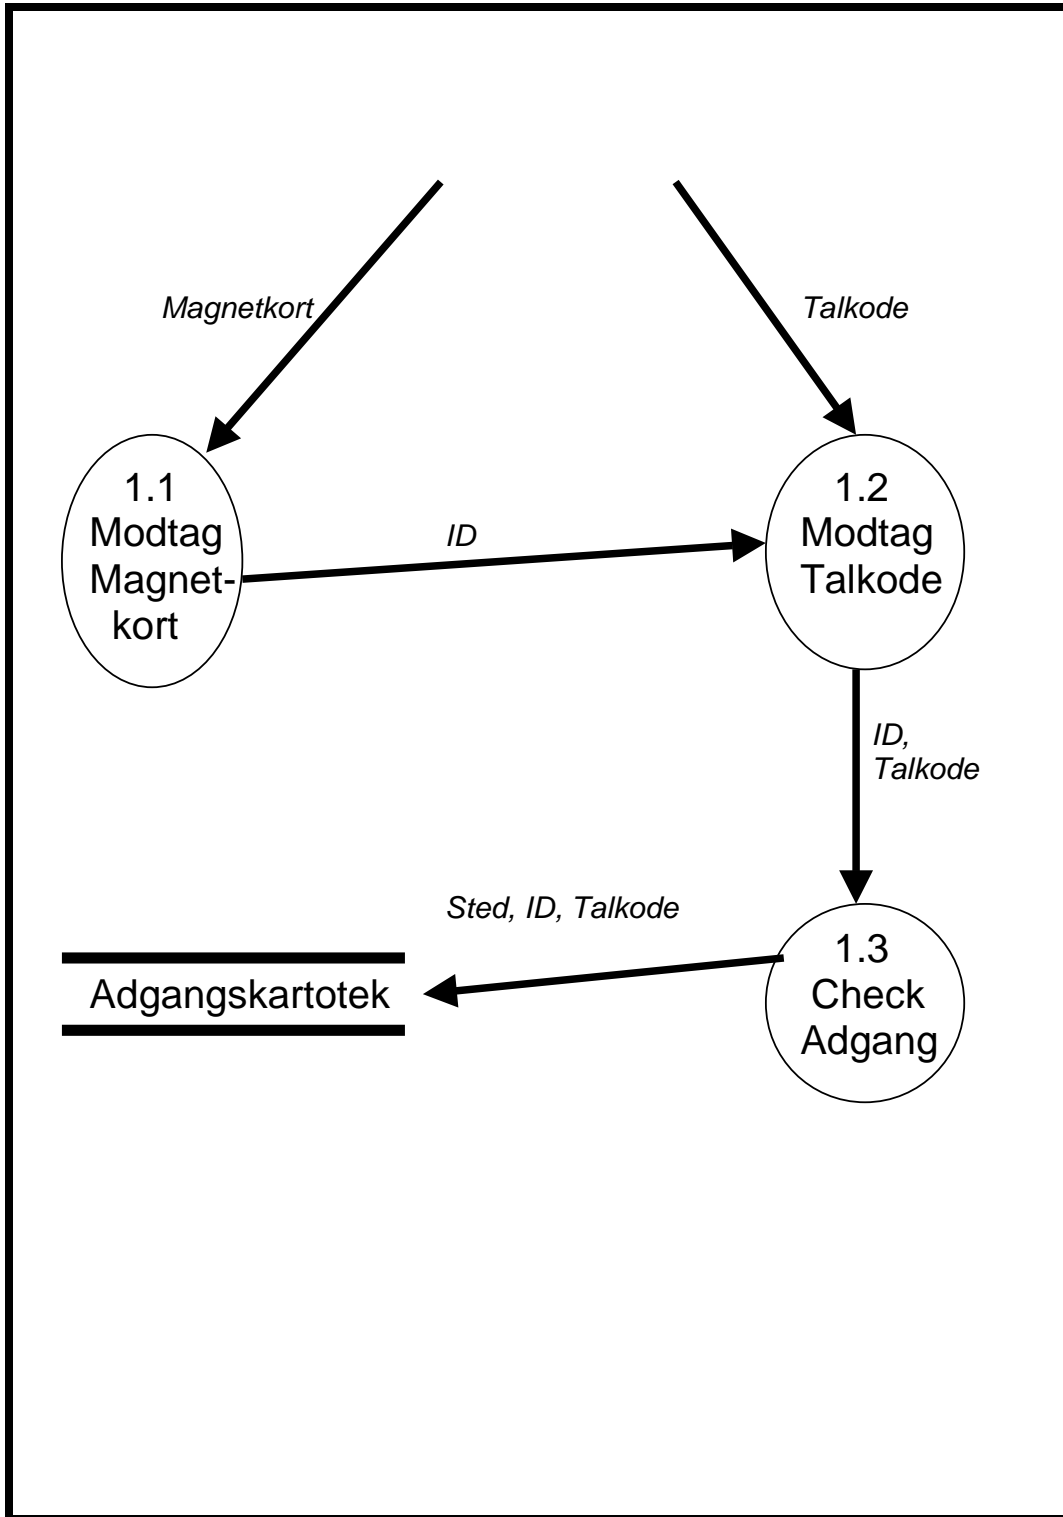 Magnetkort
Talkode
1.1
Modtag
Magnet-
kort
ID
1.2
Modtag
Talkode
ID,
Talkode
Sted, ID, Talkode
Adgangskartotek
1.3
Check
Adgang